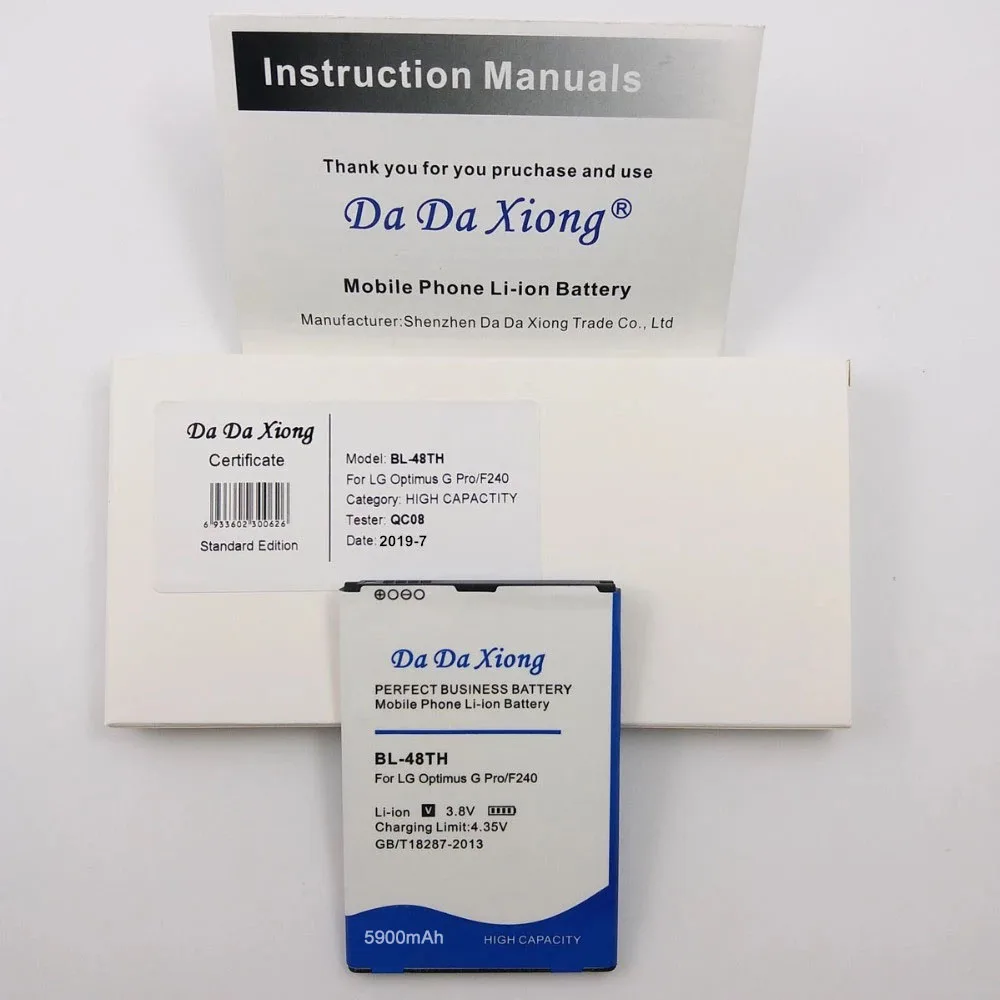 Instruction Manuals
Thank you for you pruchase and use
Da Da Xiong®
Mobile Phone Li-ion Battery
Manufacturer:Shenzhen Da Da Xiong Trade Co., Ltd
Da Da Xiong
Certificate
6 933602 300626
Standard Edition
Model: BL-48TH
For LG Optimus G Pro/F240
Category: HIGH CAPACTITY
Tester: QC08
Date: 2019-7
Da Da Xiong
PERFECT BUSINESS BATTERY
Mobile Phone Li-ion Battery
BL-48TH
For LG Optimus G Pro/F240
Li-ion V 3.8V
Charging Limit:4.35V
GB/T18287-2013
5900mAh HIGH CAPACITY